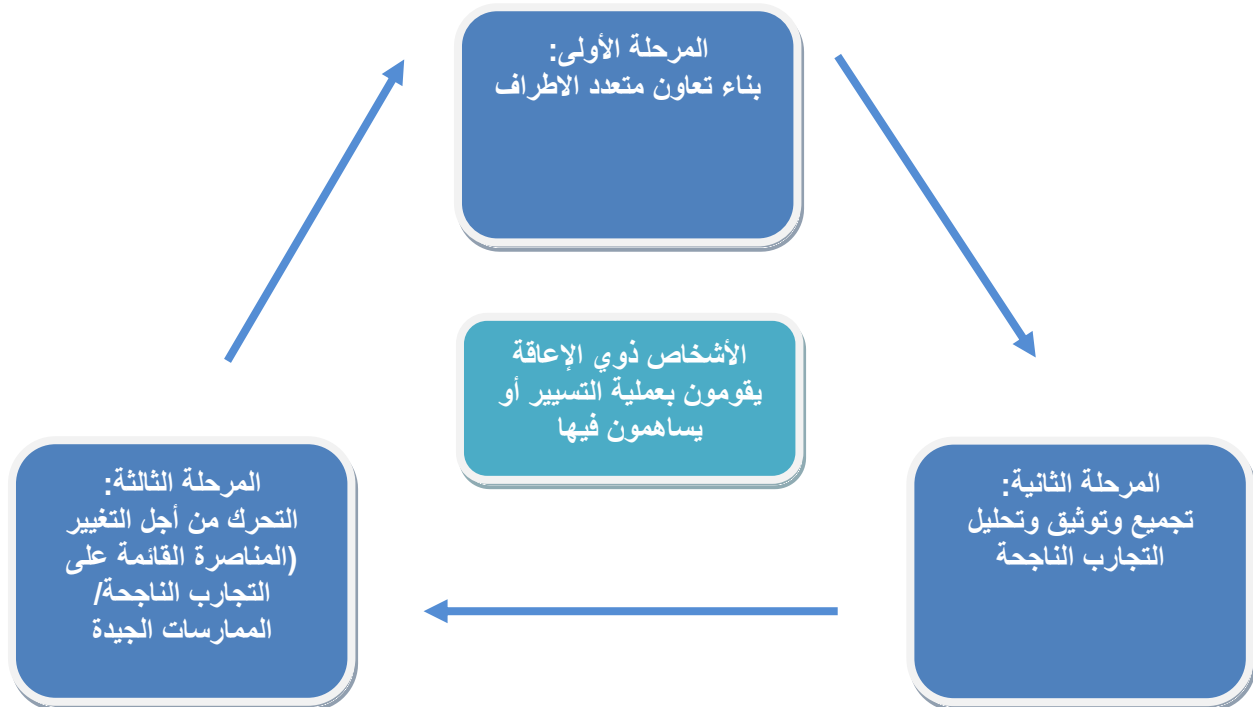 المرحلة الأولى:
بناء تعاون متعدد الاطراف
الأشخاص ذوي الإعاقة
يقومون بعملية التسيير أو
يساهمون فيها
المرحلة الثانية:
تجميع وتوثيق وتحليل
التجارب الناجحة
المرحلة الثالثة:
التحرك من أجل التغيير
(المناصرة القائمة على
التجارب الناجحة/
الممارسات الجيدة